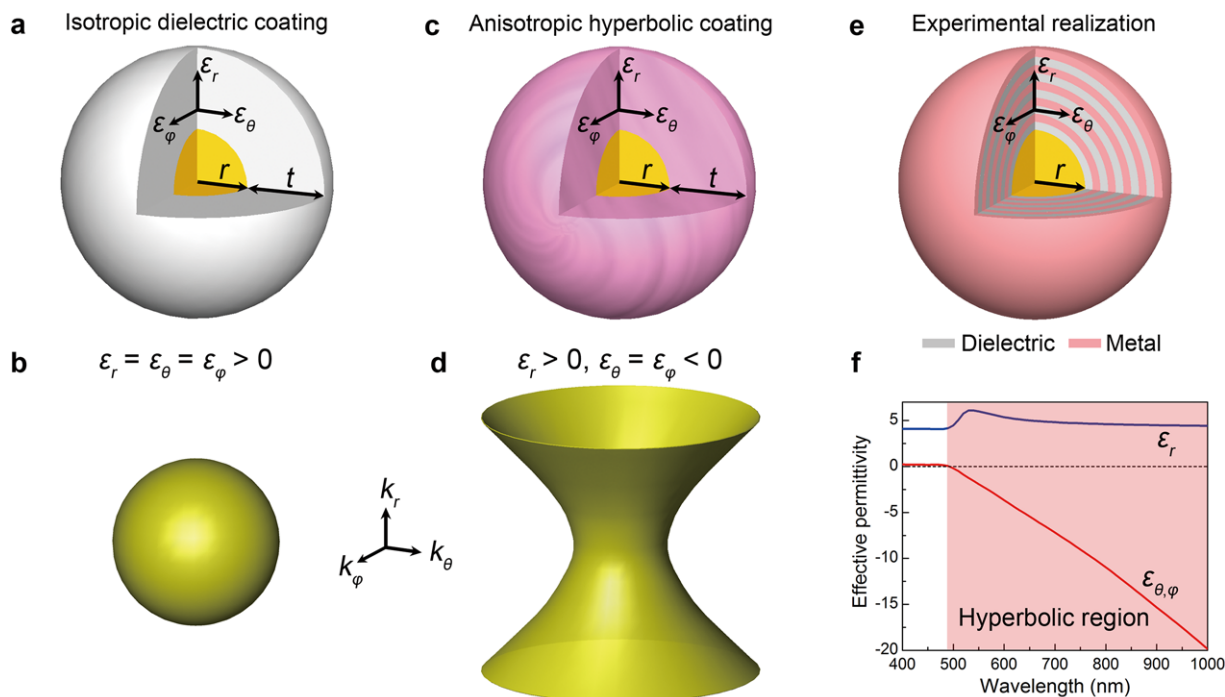 a Isotropic dielectric coating
εr
εθ
εφ
r
t
c Anisotropic hyperbolic coating
εr
εθ
εφ
r
t
e Experimental realization
εr
εθ
εφ
r
Dielectric Metal
b εr = εθ = εφ > 0
kr
kθ
kφ
d εr > 0, εθ = εφ < 0
f
Effective permittivity
5
0
-5
-10
-15
-20
εr
εθ,φ
Hyperbolic region
400 500 600 700 800 900 1000
Wavelength (nm)